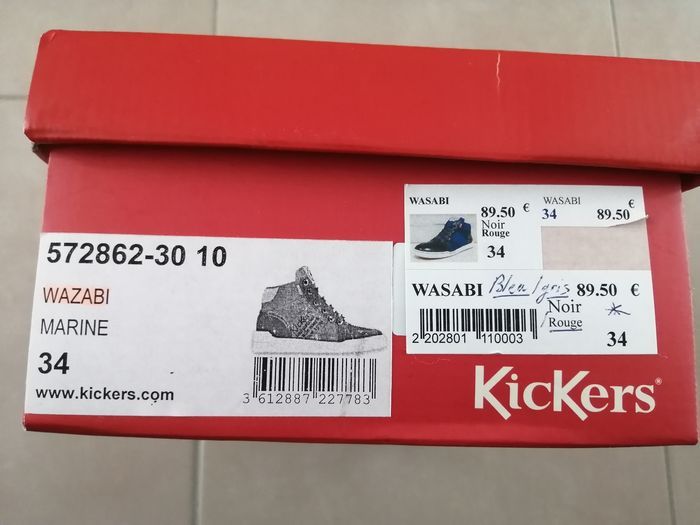 572862-30 10
WAZABI
MARINE
34
www.kickers.com
3 612887 227783
WASABI
89.50 €
Noir
Rouge
34
WASABI
34 89.50 €
WASABI Bleu/gris 89.50 €
Noir *
/Rouge
34
2 202801 110003
KicKers®